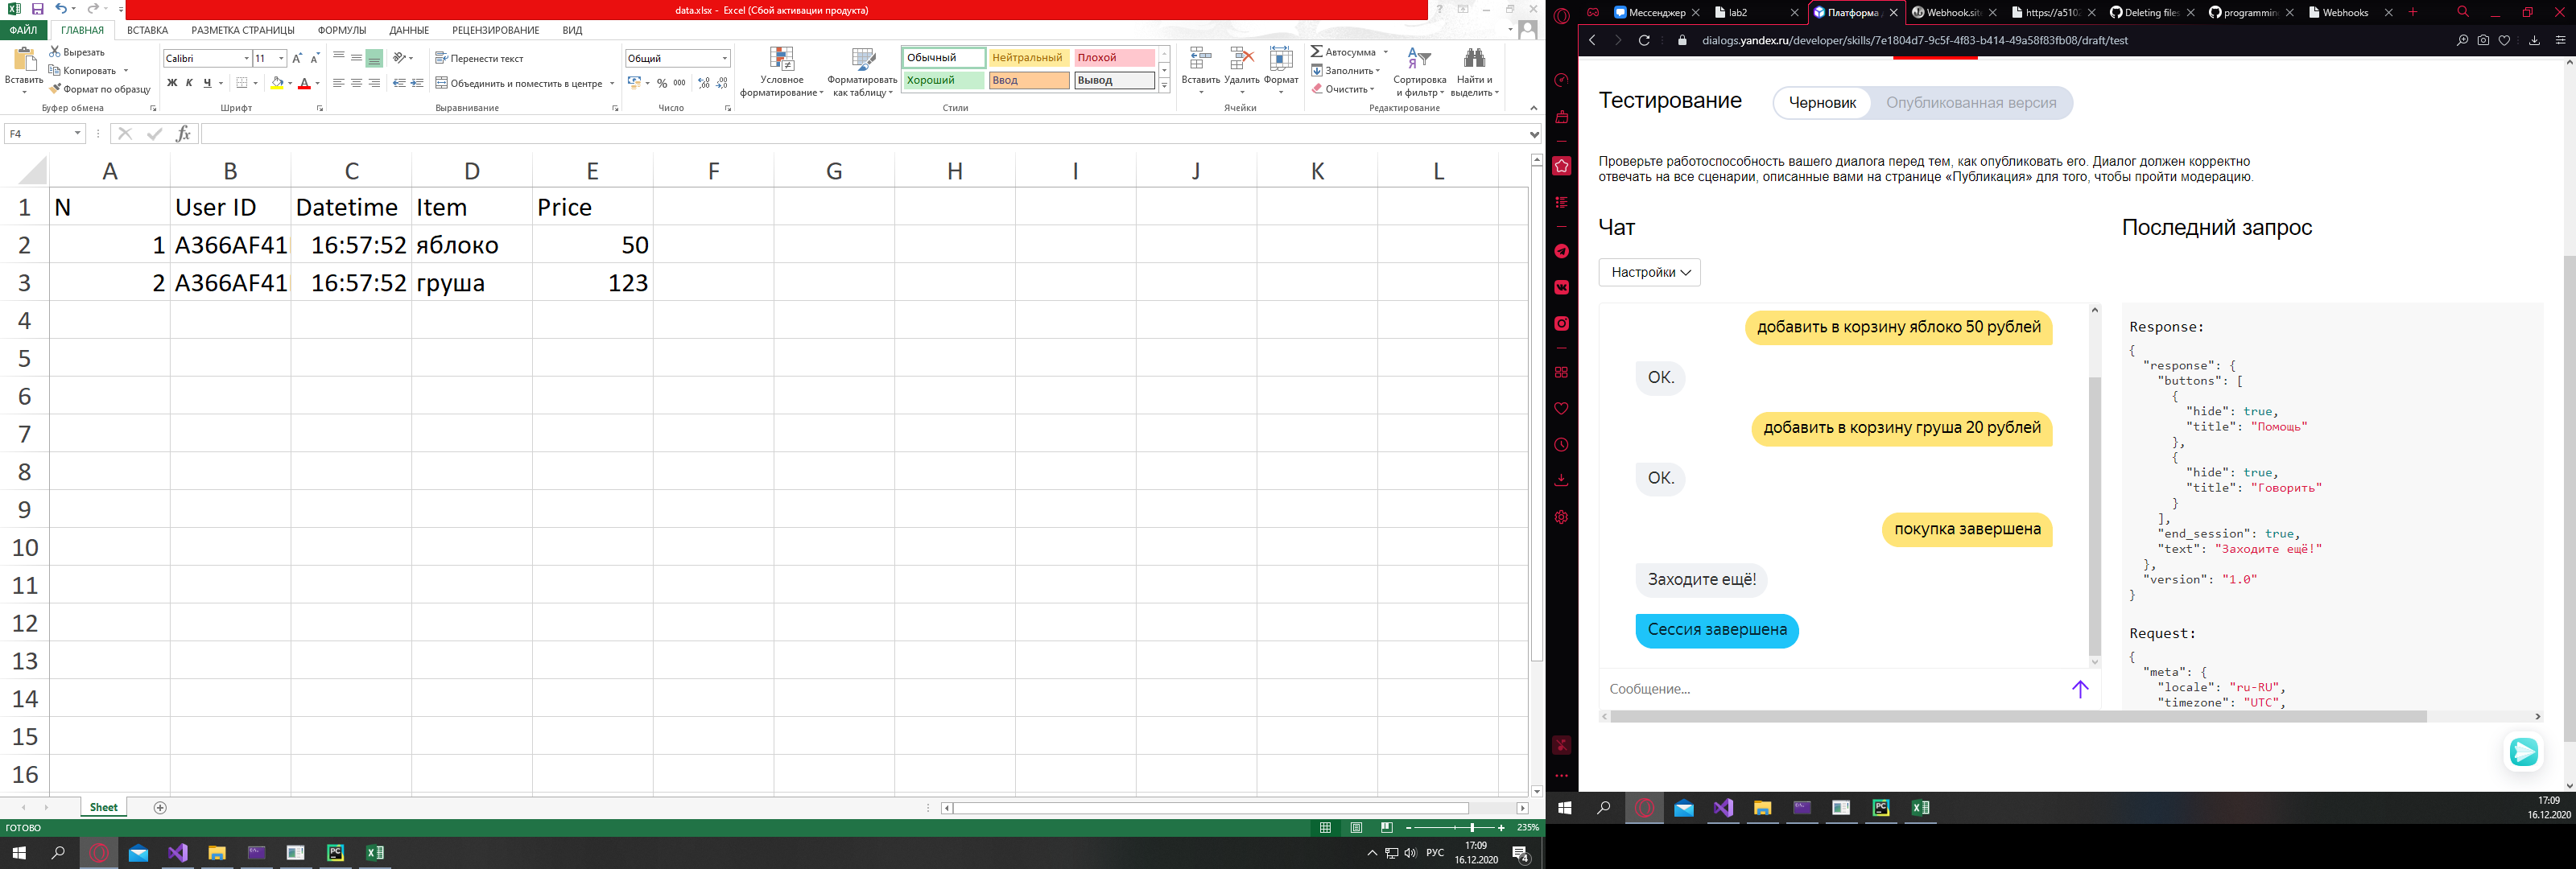 data.xlsx - Excel (Сбой активации продукта)
ФАЙЛ ГЛАВНАЯ ВСТАВКА РАЗМЕТКА СТРАНИЦЫ ФОРМУЛЫ ДАННЫЕ РЕЦЕНЗИРОВАНИЕ ВИД
Вставить
Вырезать
Копировать
Формат по образцу
Буфер обмена
Calibri 11
Ж К Ч
Шрифт
Перенести текст
Объединить и поместить в центре
Выравнивание
Общий
% 000
Число
Условное форматирование
Форматировать как таблицу
Обычный Нейтральный Плохой
Хороший Ввод Вывод
Стили
Вставить Удалить Формат
Ячейки
Автосумма
Заполнить
Очистить
Сортировка и фильтр
Найти и выделить
Редактирование
F4 fx
A B C D E F G H I J K L
1 N User ID Datetime Item Price
2 1 A366AF41 16:57:52 яблоко 50
3 2 A366AF41 16:57:52 груша 123
4
5
6
7
8
9
10
11
12
13
14
15
16
Sheet
ГОТОВО 235%
РУС 17:09
16.12.2020
4
Мессенджер lab2 Платформа Webhook.sit https://a510 Deleting files programmin Webhooks
dialogs.yandex.ru/developer/skills/7e1804d7-9c5f-4f83-b414-49a58f83fb08/draft/test
Тестирование Черновик Опубликованная версия
Проверьте работоспособность вашего диалога перед тем, как опубликовать его. Диалог должен корректно
отвечать на все сценарии, описанные вами на странице «Публикация» для того, чтобы пройти модерацию.
Чат
Настройки
добавить в корзину яблоко 50 рублей
ОК.
добавить в корзину груша 20 рублей
ОК.
покупка завершена
Заходите ещё!
Сессия завершена
Сообщение...
Последний запрос
Response:
{
"response": {
"buttons": [
{
"hide": true,
"title": "Помощь"
},
{
"hide": true,
"title": "Говорить"
}
],
"end_session": true,
"text": "Заходите ещё!"
},
"version": "1.0"
}
Request:
{
"meta": {
"locale": "ru-RU",
"timezone": "UTC",
17:09
16.12.2020